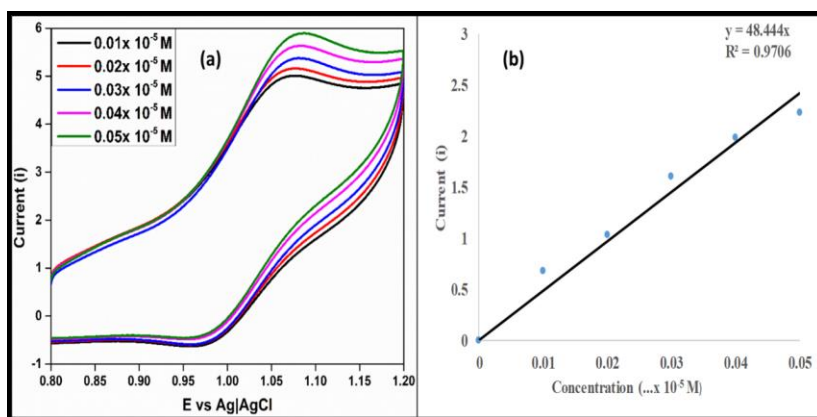 (a)
0.01x 10⁻⁵ M
0.02x 10⁻⁵ M
0.03x 10⁻⁵ M
0.04x 10⁻⁵ M
0.05x 10⁻⁵ M
6
5
4
3
2
1
0
-1
Current (i)
0.80 0.85 0.90 0.95 1.00 1.05 1.10 1.15 1.20
E vs Ag|AgCl
(b)
y = 48.444x
R² = 0.9706
3
2.5
2
1.5
1
0.5
0
Current (i)
0 0.01 0.02 0.03 0.04 0.05
Concentration (...x 10⁻⁵ M)